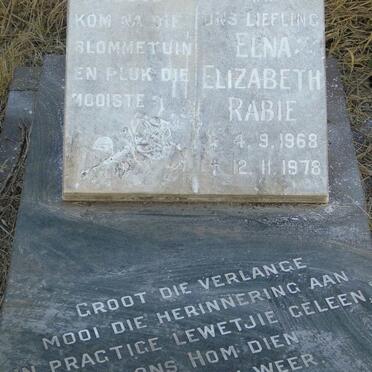 KOM NA DIE
BLOMMETUIN
EN PLUK DIE
MOOISTE
ONS LIEFLING
ELNA
ELIZABETH
RABIE
4.9.1968
12.11.1978
GROOT DIE VERLANGE
MOOI DIE HERINNERING AAN
N PRAGTIGE LEWETJIE GELEEN
ONS HOM DIEN
WEER